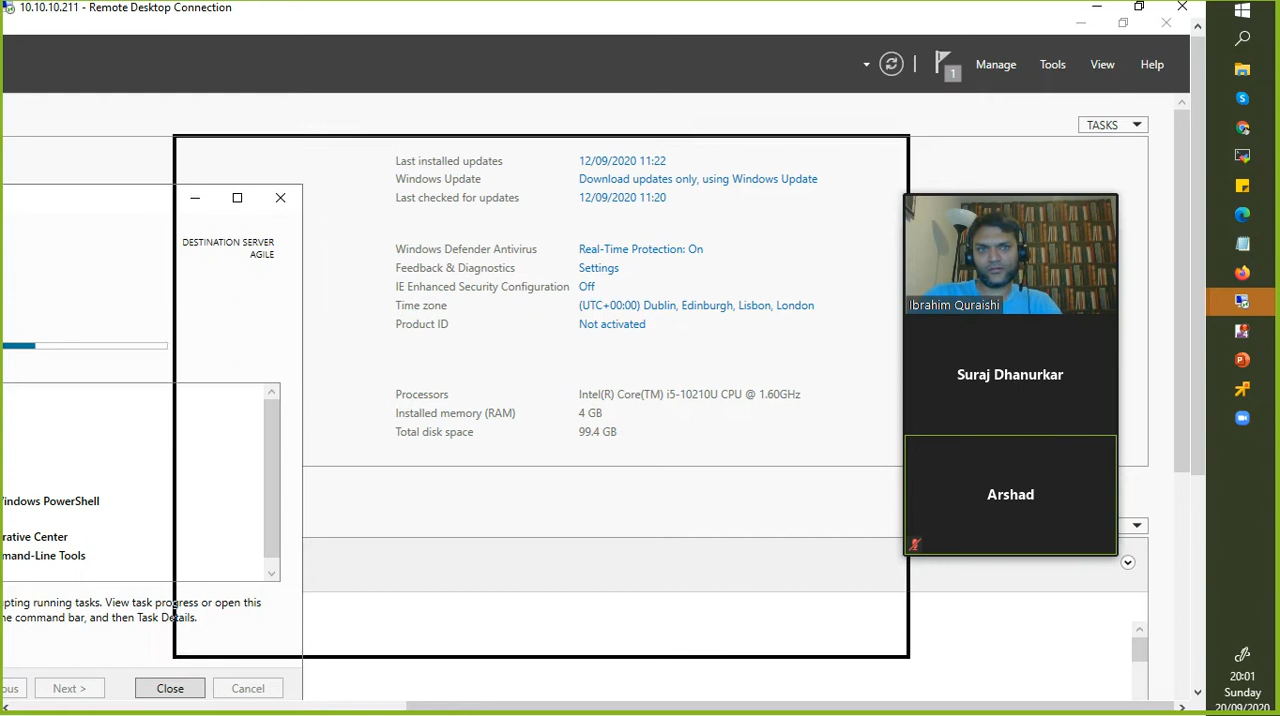 10.10.10.211 - Remote Desktop Connection
1
Manage
Tools
View
Help
TASKS
Last installed updates 12/09/2020 11:22
Windows Update Download updates only, using Windows Update
Last checked for updates 12/09/2020 11:20
DESTINATION SERVER
AGILE
Windows Defender Antivirus Real-Time Protection: On
Feedback & Diagnostics Settings
IE Enhanced Security Configuration Off
Time zone (UTC+00:00) Dublin, Edinburgh, Lisbon, London
Product ID Not activated
Processors Intel(R) Core(TM) i5-10210U CPU @ 1.60GHz
Installed memory (RAM) 4 GB
Total disk space 99.4 GB
Ibrahim Quraishi
Suraj Dhanurkar
Arshad
indows PowerShell
rative Center
mand-Line Tools
pting running tasks. View task progress or open this
ne command bar, and then Task Details.
ous
Next >
Close
Cancel
20:01
Sunday
20/09/2020